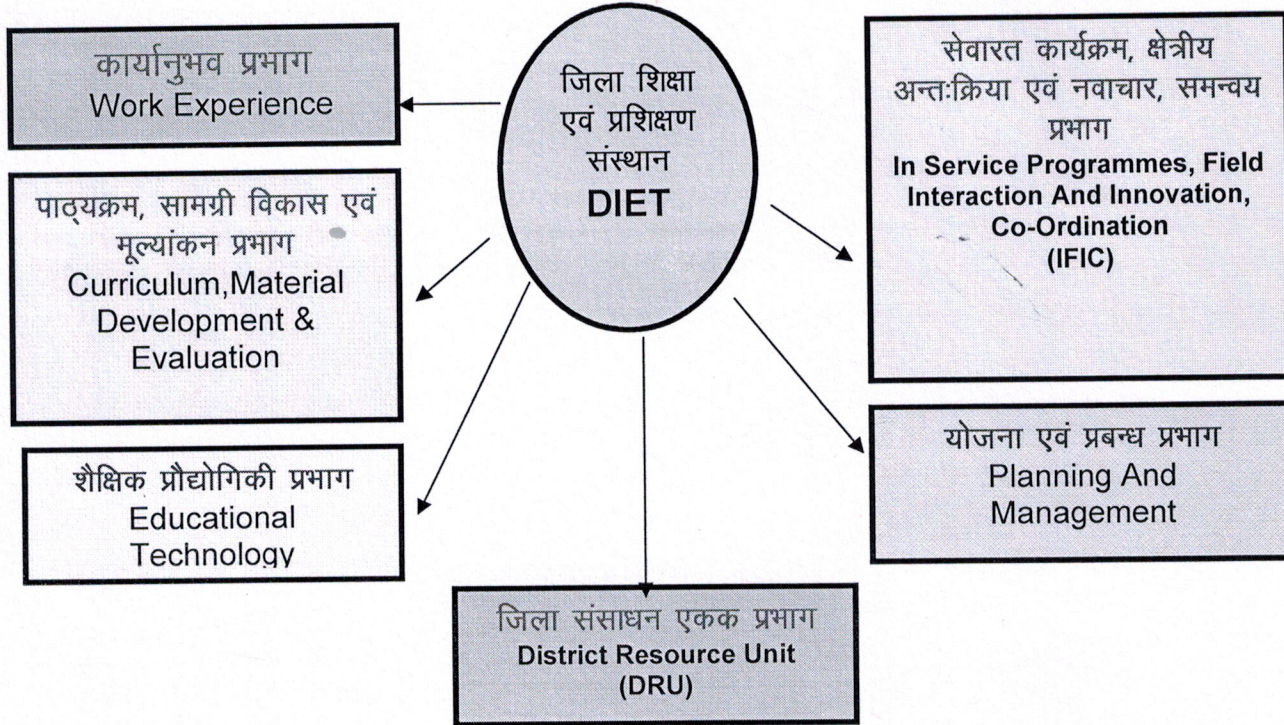 जिला शिक्षा
एवं प्रशिक्षण
संस्थान
DIET
कार्यानुभव प्रभाग
Work Experience
पाठ्यक्रम, सामग्री विकास एवं
मूल्यांकन प्रभाग
Curriculum,Material
Development &
Evaluation
शैक्षिक प्रौद्योगिकी प्रभाग
Educational
Technology
जिला संसाधन एकक प्रभाग
District Resource Unit
(DRU)
सेवारत कार्यक्रम, क्षेत्रीय
अन्तःक्रिया एवं नवाचार, समन्वय
प्रभाग
In Service Programmes, Field
Interaction And Innovation,
Co-Ordination
(IFIC)
योजना एवं प्रबन्ध प्रभाग
Planning And
Management